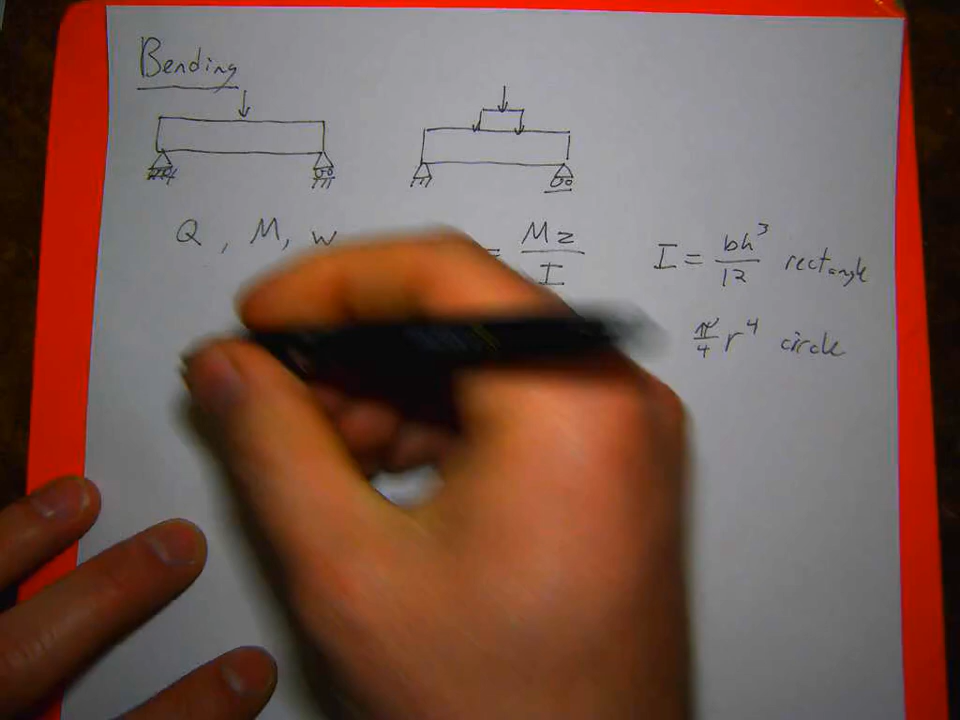 Bending
Q, M, w = Mz/I I = bh³/12 rectangle
π/4 r⁴ circle